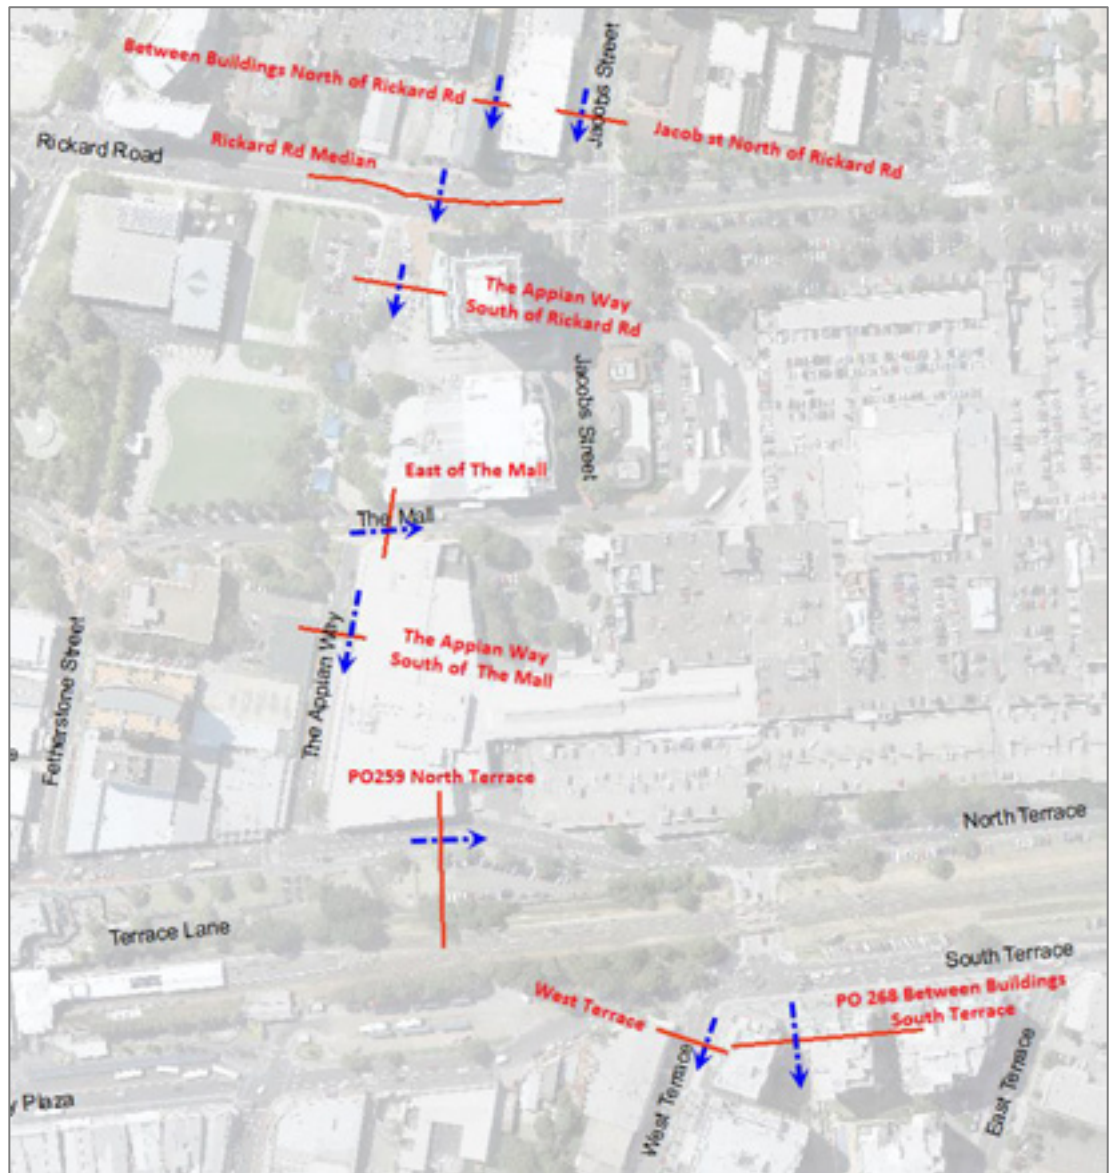 Between Buildings North of Rickard Rd
Jacobs Street
Jacob st North of Rickard Rd
Rickard Road
Rickard Rd Median
The Appian Way
South of Rickard Rd
Jacobs Street
East of The Mall
The Mall
The Appian Way
South of The Mall
The Appian Way
Fetherstone Street
e
PO259 North Terrace
North Terrace
Terrace Lane
South Terrace
West Terrace
PO 268 Between Buildings
South Terrace
West Terrace
East Terrace
y Plaza